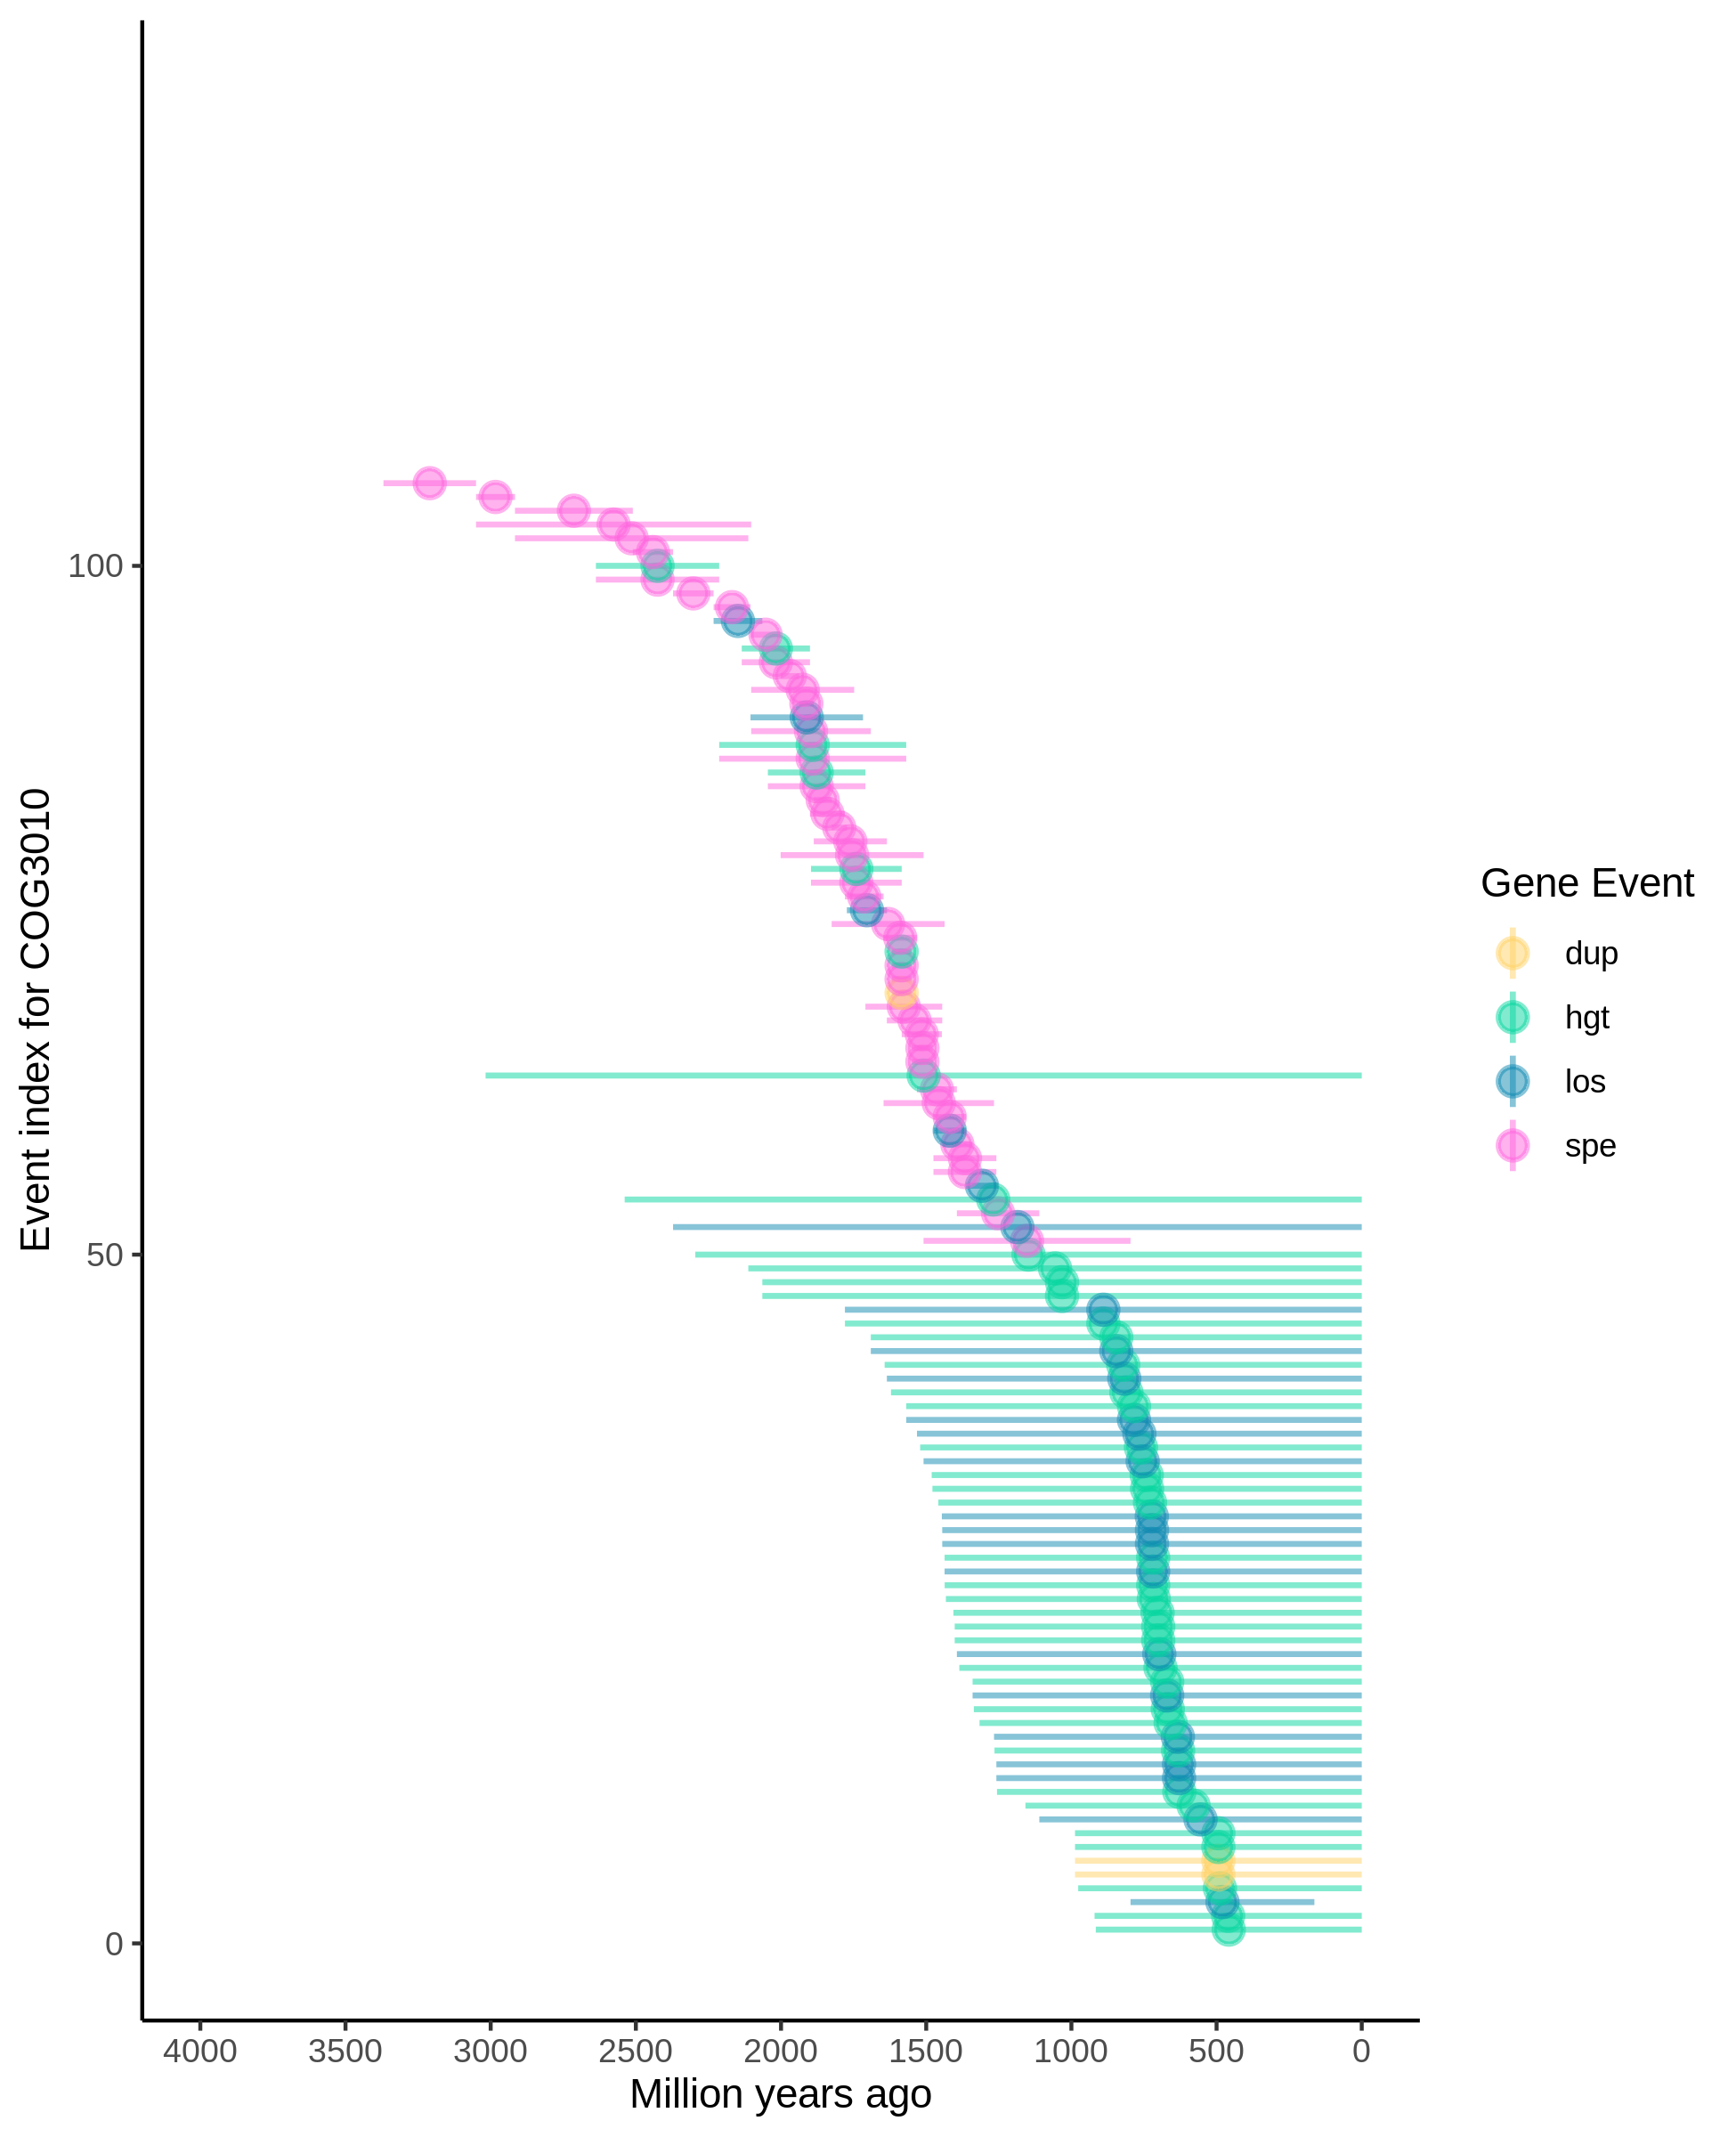 Event index for COG3010
100
50
0
4000 3500 3000 2500 2000 1500 1000 500 0
Million years ago
Gene Event
dup
hgt
los
spe